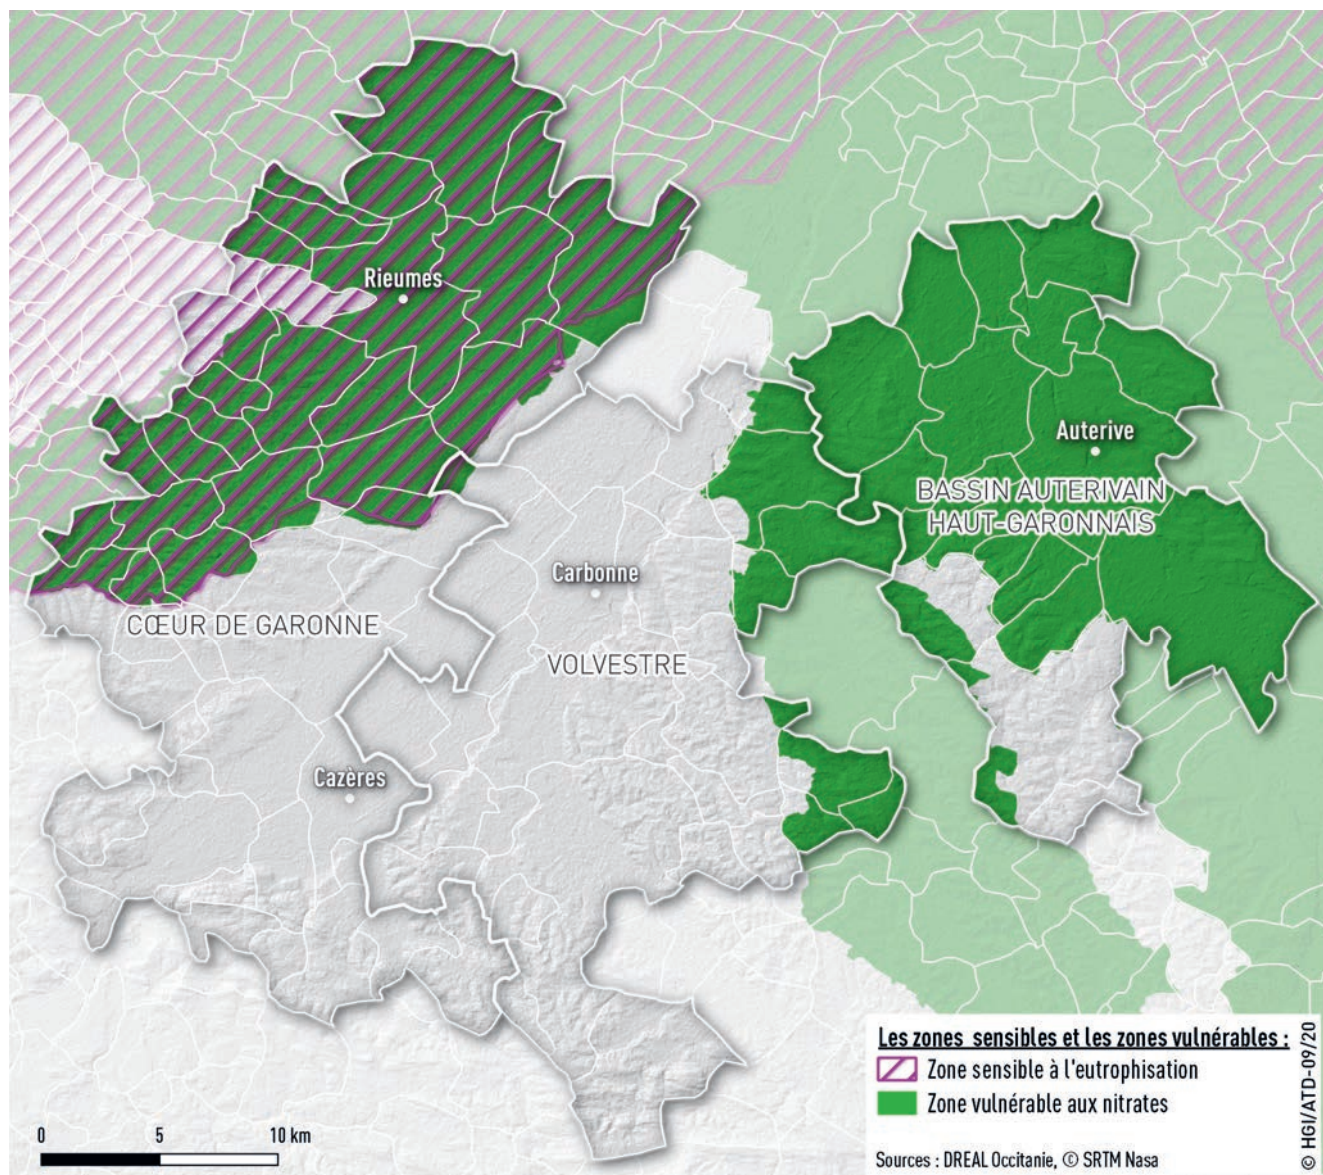 Rieumes
Auterive
BASSIN AUTERIVAIN
HAUT-GARONNAIS
Carbonne
CŒUR DE GARONNE
VOLVESTRE
Cazères
Les zones sensibles et les zones vulnérables :
Zone sensible à l'eutrophisation
Zone vulnérable aux nitrates
0 5 10 km
Sources : DREAL Occitanie, © SRTM Nasa
© HGI/ATD-09/20